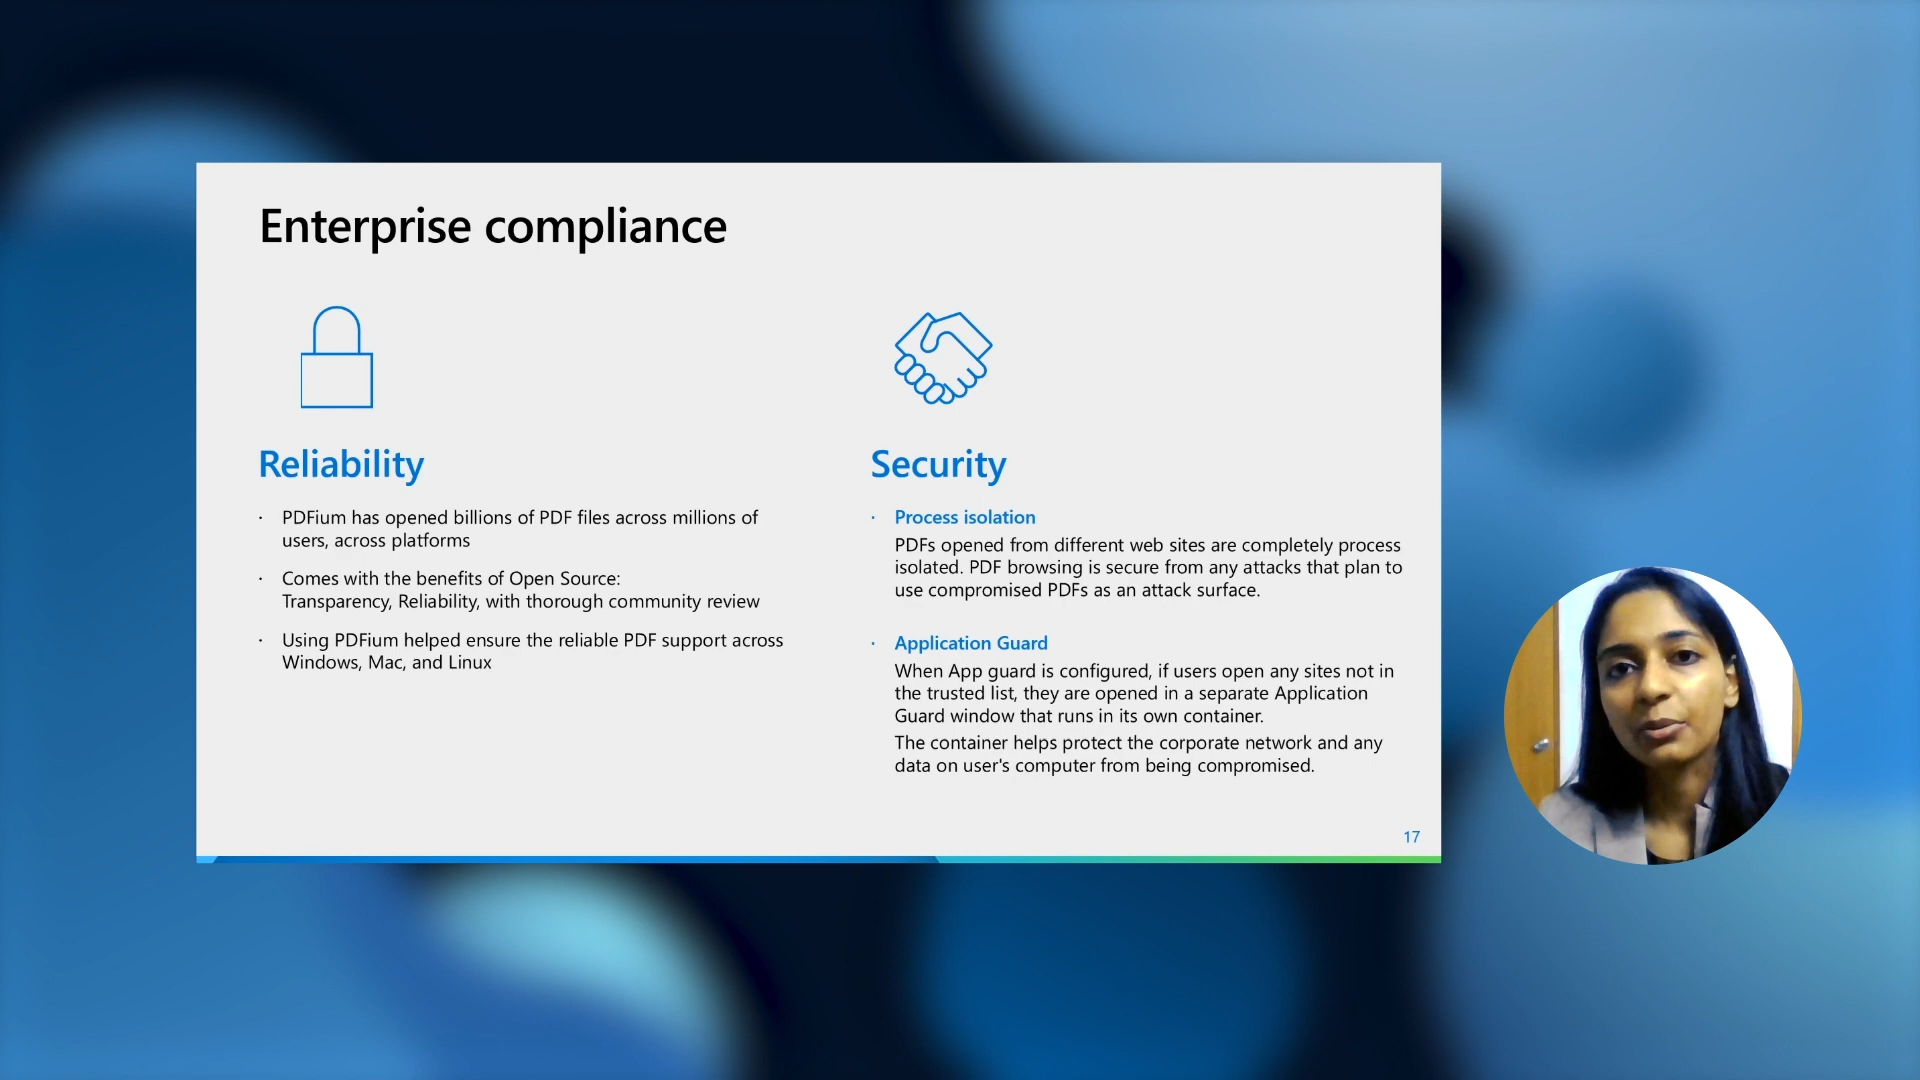 Enterprise compliance
Reliability
· PDFium has opened billions of PDF files across millions of
users, across platforms
· Comes with the benefits of Open Source:
Transparency, Reliability, with thorough community review
· Using PDFium helped ensure the reliable PDF support across
Windows, Mac, and Linux
Security
· Process isolation
PDFs opened from different web sites are completely process
isolated. PDF browsing is secure from any attacks that plan to
use compromised PDFs as an attack surface.
· Application Guard
When App guard is configured, if users open any sites not in
the trusted list, they are opened in a separate Application
Guard window that runs in its own container.
The container helps protect the corporate network and any
data on user's computer from being compromised.
17